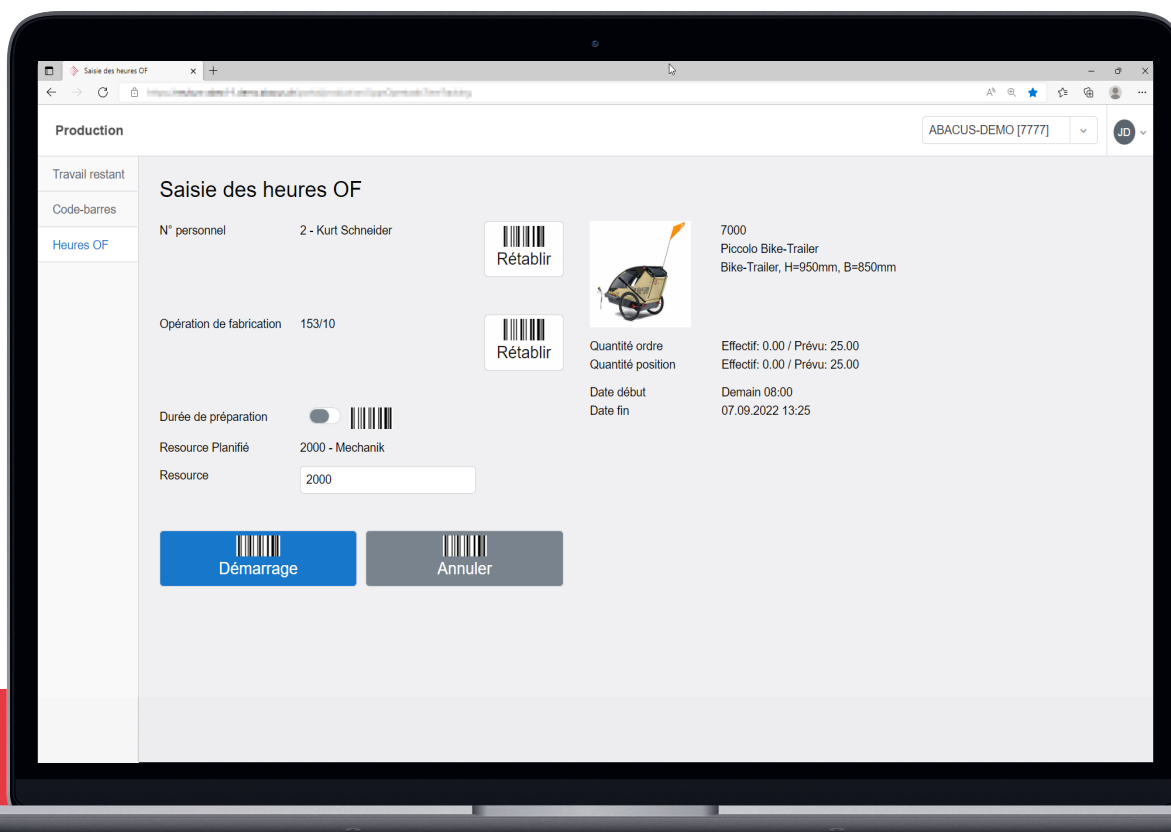 Saisie des heures OF
Production
ABACUS-DEMO [7777]
JD
Travail restant
Code-barres
Heures OF
Saisie des heures OF
N° personnel 2 - Kurt Schneider
Rétablir
7000
Piccolo Bike-Trailer
Bike-Trailer, H=950mm, B=850mm
Opération de fabrication 153/10
Rétablir
Quantité ordre Effectif: 0.00 / Prévu: 25.00
Quantité position Effectif: 0.00 / Prévu: 25.00
Date début Demain 08:00
Date fin 07.09.2022 13:25
Durée de préparation
Resource Planifié 2000 - Mechanik
Resource 2000
Démarrage
Annuler